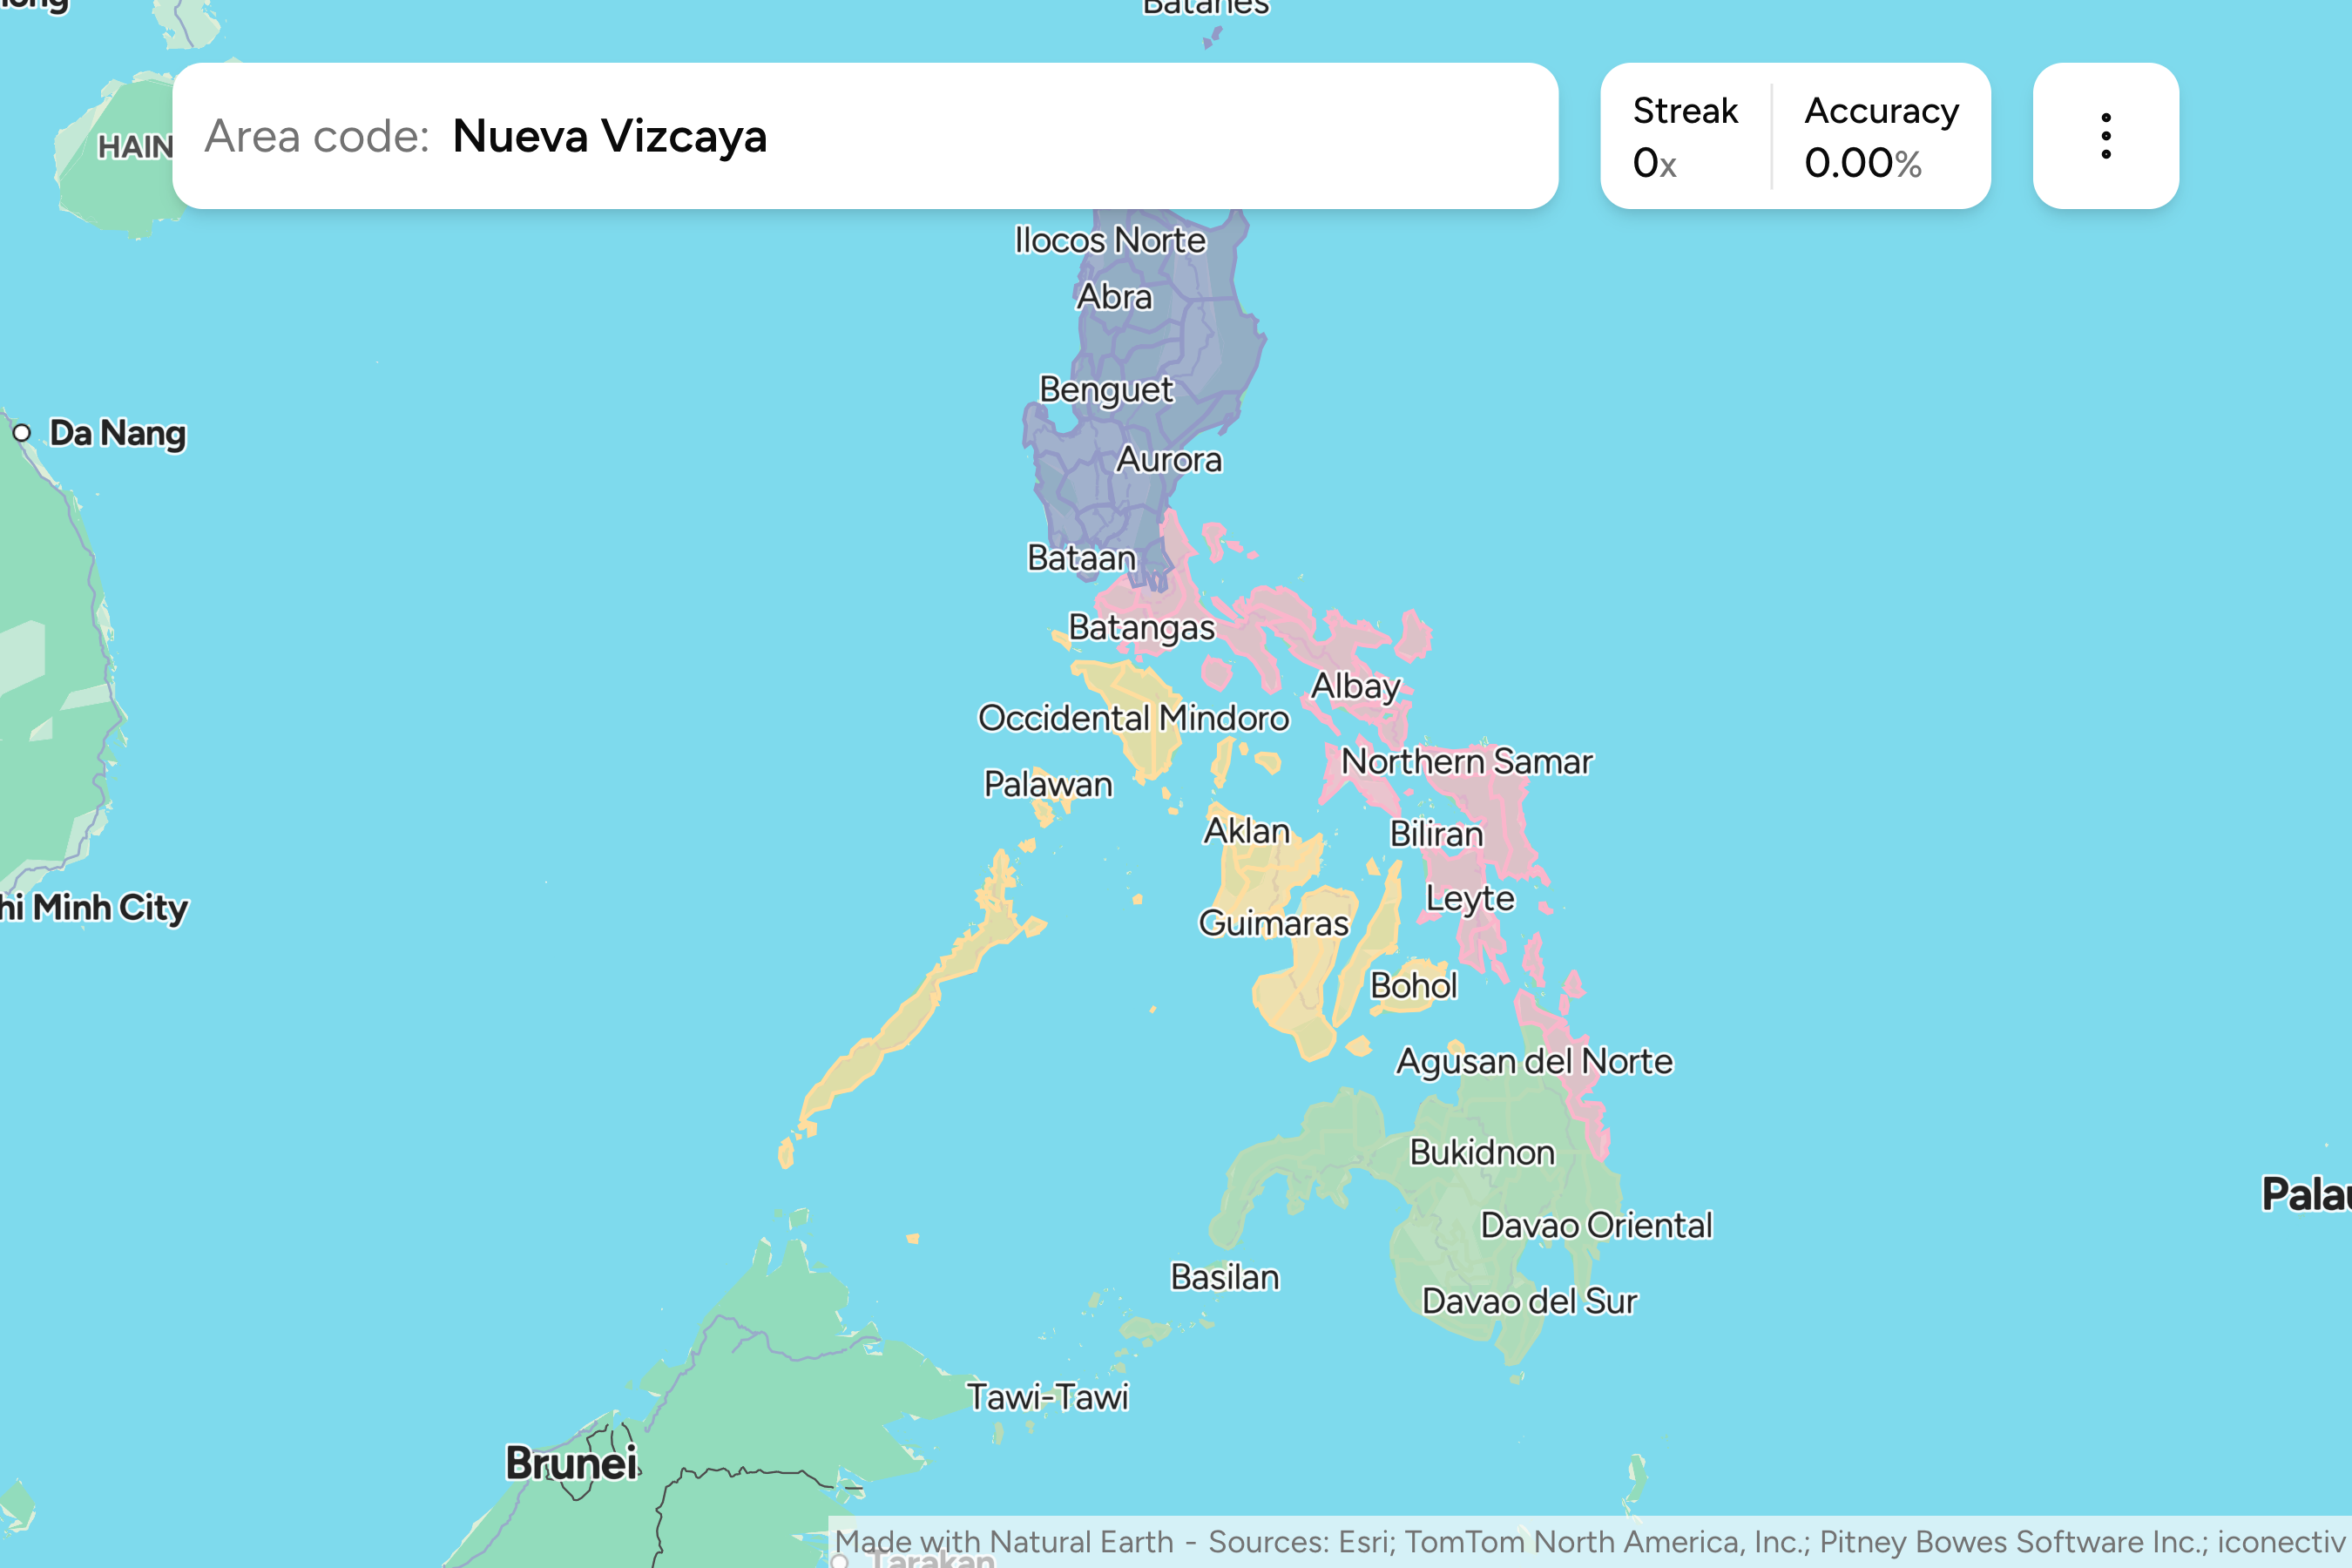 Batanes
Area code: Nueva Vizcaya
Streak
0x
Accuracy
0.00%
Ilocos Norte
Abra
Benguet
Da Nang
Aurora
Bataan
Batangas
Albay
Occidental Mindoro
Northern Samar
Palawan
Aklan
Biliran
Leyte
hi Minh City
Guimaras
Bohol
Agusan del Norte
Bukidnon
Palau
Davao Oriental
Basilan
Davao del Sur
Tawi-Tawi
Brunei
Made with Natural Earth - Sources: Esri; TomTom North America, Inc.; Pitney Bowes Software Inc.; iconectiv
Tarakan
HAIN